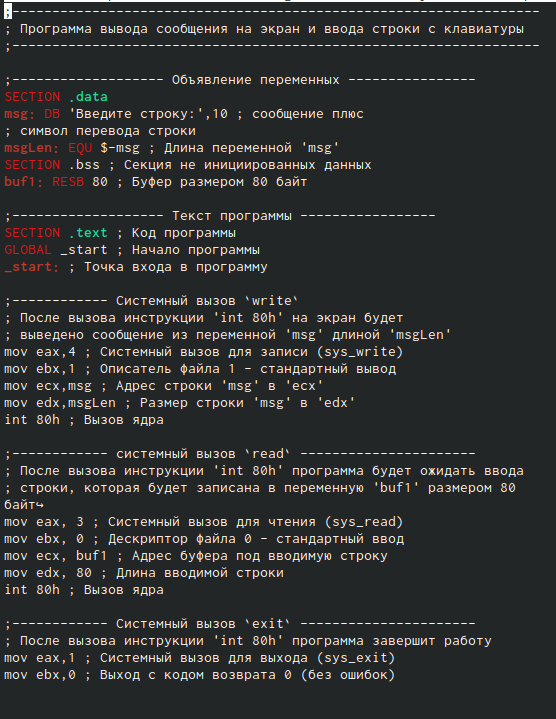 ;--------------------------------------------------------------------
; Программа вывода сообщения на экран и ввода строки с клавиатуры
;--------------------------------------------------------------------
;------------------- Объявление переменных ----------------
SECTION .data
msg: DB 'Введите строку:',10 ; сообщение плюс
; символ перевода строки
msgLen: EQU $-msg ; Длина переменной 'msg'
SECTION .bss ; Секция не инициированных данных
buf1: RESB 80 ; Буфер размером 80 байт
;------------------- Текст программы -----------------
SECTION .text ; Код программы
GLOBAL _start ; Начало программы
_start: ; Точка входа в программу
;------------ Системный вызов `write`
; После вызова инструкции 'int 80h' на экран будет
; выведено сообщение из переменной 'msg' длиной 'msgLen'
mov eax,4 ; Системный вызов для записи (sys_write)
mov ebx,1 ; Описатель файла 1 - стандартный вывод
mov ecx,msg ; Адрес строки 'msg' в 'ecx'
mov edx,msgLen ; Размер строки 'msg' в 'edx'
int 80h ; Вызов ядра
;------------ системный вызов `read` ----------------------
; После вызова инструкции 'int 80h' программа будет ожидать ввода
; строки, которая будет записана в переменную 'buf1' размером 80
байт↪
mov eax, 3 ; Системный вызов для чтения (sys_read)
mov ebx, 0 ; Дескриптор файла 0 - стандартный ввод
mov ecx, buf1 ; Адрес буфера под вводимую строку
mov edx, 80 ; Длина вводимой строки
int 80h ; Вызов ядра
;------------ Системный вызов `exit` ----------------------
; После вызова инструкции 'int 80h' программа завершит работу
mov eax,1 ; Системный вызов для выхода (sys_exit)
mov ebx,0 ; Выход с кодом возврата 0 (без ошибок)